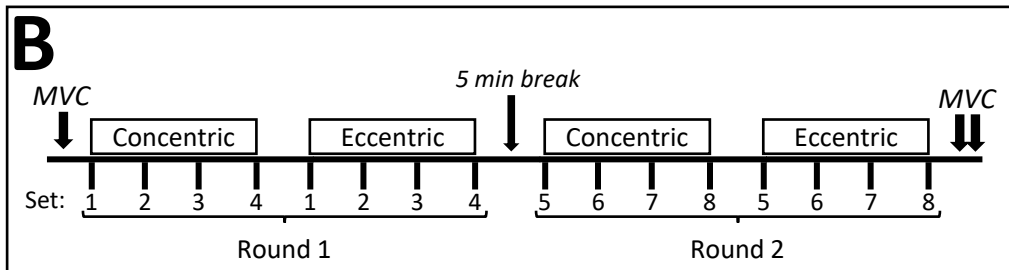 B
MVC
5 min break
MVC
Concentric Eccentric Concentric Eccentric
Set: 1 2 3 4 1 2 3 4 5 6 7 8 5 6 7 8
Round 1 Round 2